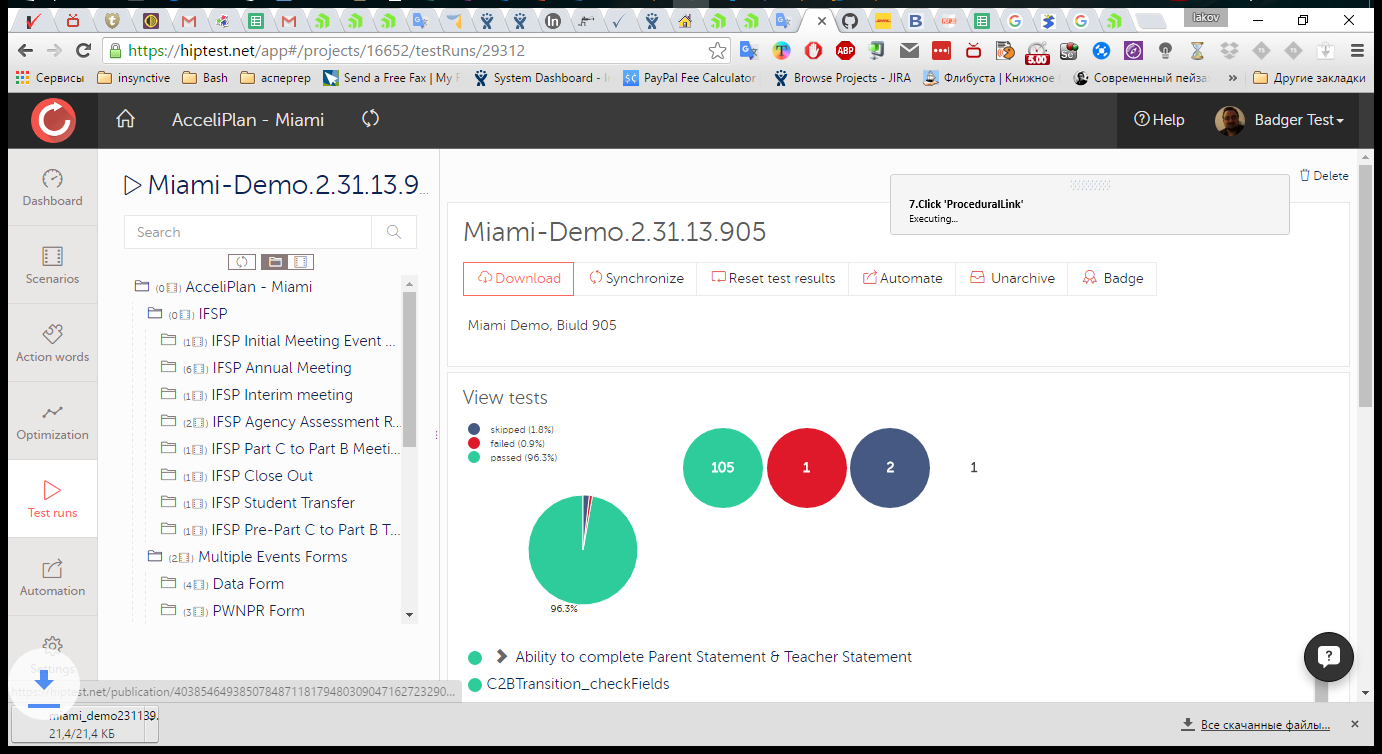 Iakov
https://hiptest.net/app#/projects/16652/testRuns/29312
ABP
5.00
Сервисы
insynctive
Bash
аспергер
Send a Free Fax | My F
System Dashboard - I
PayPal Fee Calculator
Browse Projects - JIRA
Флибуста | Книжное
Современный пейза
Другие закладки
AcceliPlan - Miami
Help
Badger Test
Dashboard
Scenarios
Action words
Optimization
Test runs
Automation
Settings
Miami-Demo.2.31.13.9...
Search
(0) AcceliPlan - Miami
(0) IFSP
(1) IFSP Initial Meeting Event ...
(6) IFSP Annual Meeting
(1) IFSP Interim meeting
(2) IFSP Agency Assessment R...
(1) IFSP Part C to Part B Meeti...
(1) IFSP Close Out
(1) IFSP Student Transfer
(1) IFSP Pre-Part C to Part B T...
(2) Multiple Events Forms
(4) Data Form
(3) PWNPR Form
Delete
7.Click 'ProceduralLink'
Executing...
Miami-Demo.2.31.13.905
Download
Synchronize
Reset test results
Automate
Unarchive
Badge
Miami Demo, Biuld 905
View tests
skipped (1.8%)
failed (0.9%)
passed (96.3%)
105
1
2
1
96.3%
Ability to complete Parent Statement & Teacher Statement
C2BTransition_checkFields
miami_demo231139.
21,4/21,4 КБ
Все скачанные файлы...